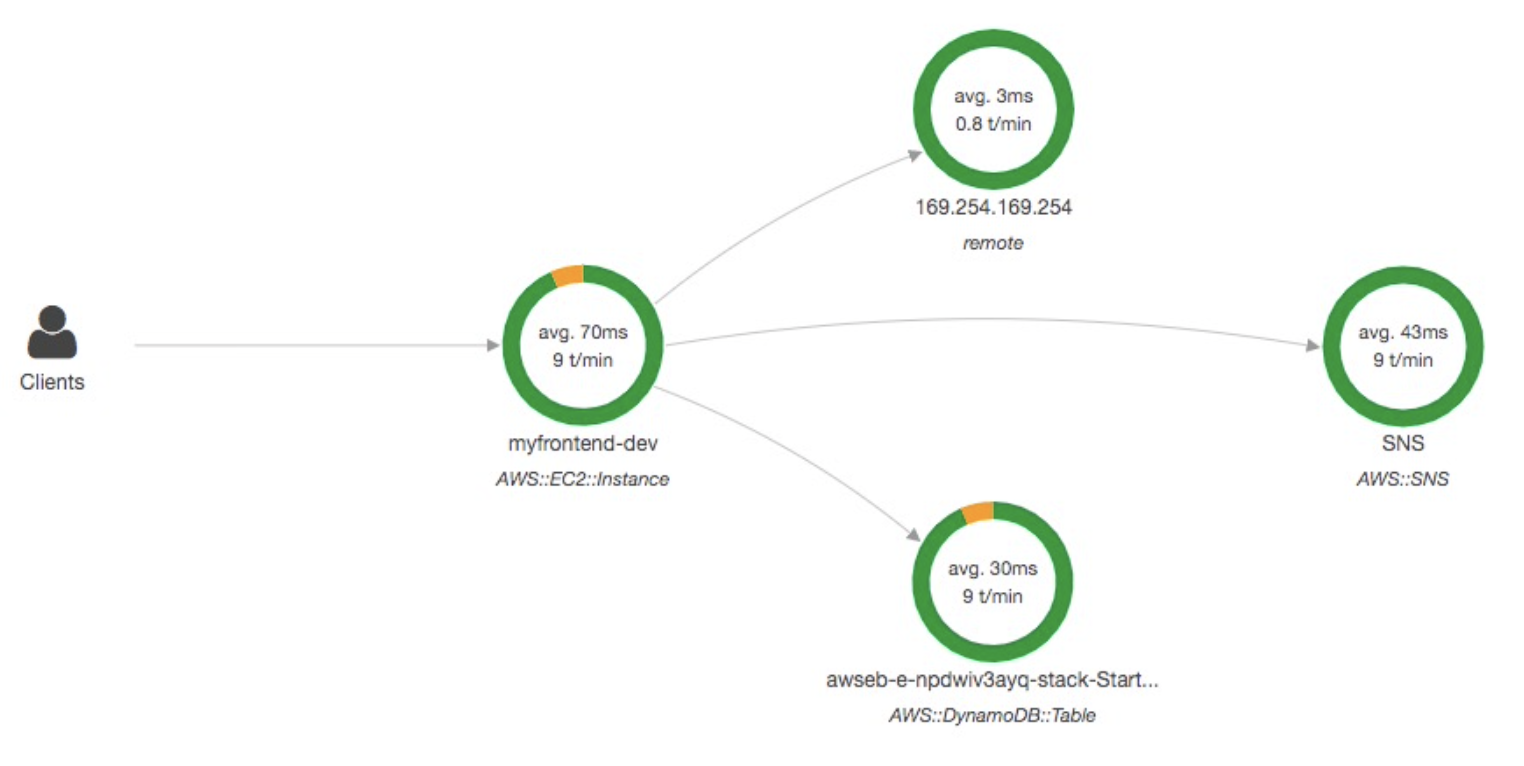 avg. 3ms
0.8 t/min
169.254.169.254
remote
Clients
avg. 70ms
9 t/min
myfrontend-dev
AWS::EC2::Instance
avg. 43ms
9 t/min
SNS
AWS::SNS
avg. 30ms
9 t/min
awseb-e-npdwiv3ayq-stack-Start...
AWS::DynamoDB::Table